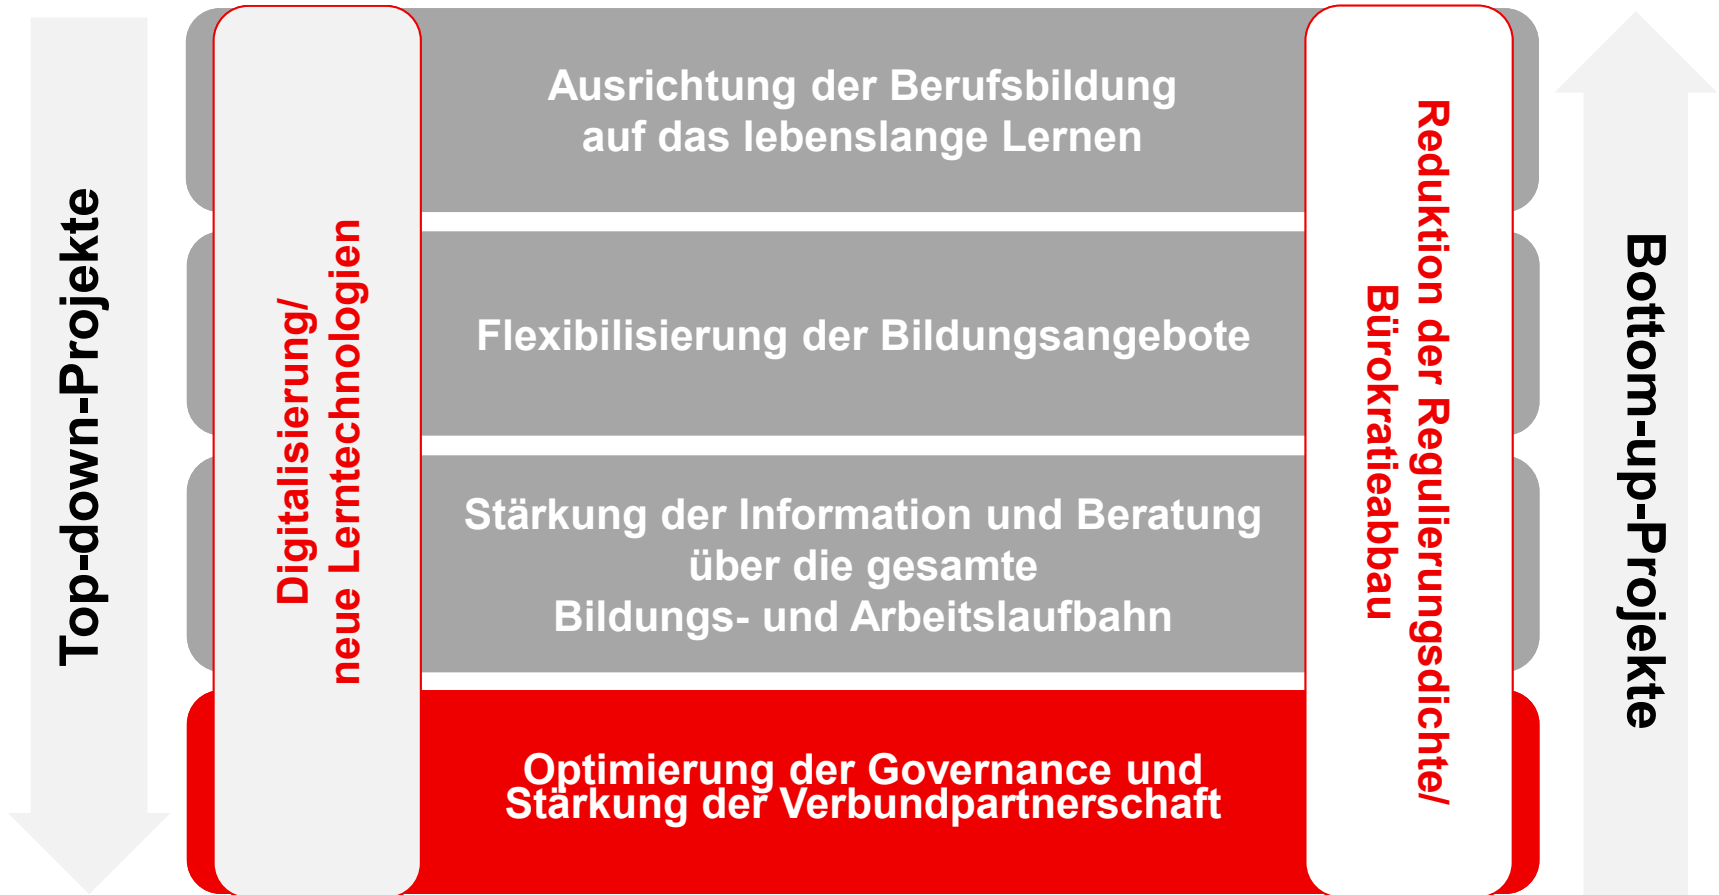 Top-down-Projekte
Digitalisierung/
neue Lerntechnologien
Ausrichtung der Berufsbildung
auf das lebenslange Lernen
Flexibilisierung der Bildungsangebote
Stärkung der Information und Beratung
über die gesamte
Bildungs- und Arbeitslaufbahn
Optimierung der Governance und
Stärkung der Verbundpartnerschaft
Reduktion der Regulierungsdichte/
Bürokratieabbau
Bottom-up-Projekte